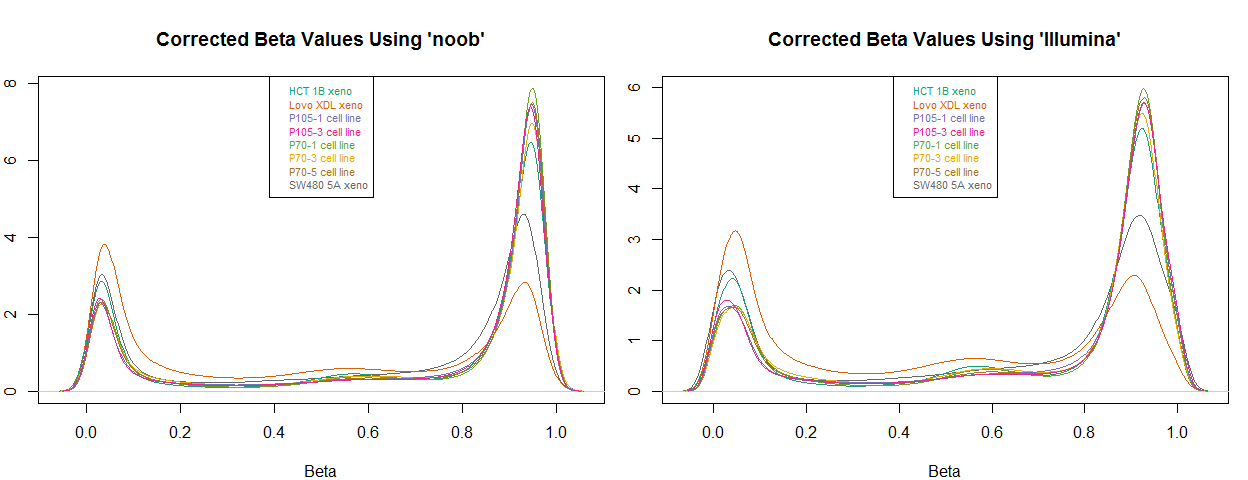 Corrected Beta Values Using 'noob'
HCT 1B xeno
Lovo XDL xeno
P105-1 cell line
P105-3 cell line
P70-1 cell line
P70-3 cell line
P70-5 cell line
SW480 5A xeno
8
6
4
2
0
0.0 0.2 0.4 0.6 0.8 1.0
Beta
Corrected Beta Values Using 'Illumina'
HCT 1B xeno
Lovo XDL xeno
P105-1 cell line
P105-3 cell line
P70-1 cell line
P70-3 cell line
P70-5 cell line
SW480 5A xeno
6
5
4
3
2
1
0
0.0 0.2 0.4 0.6 0.8 1.0
Beta